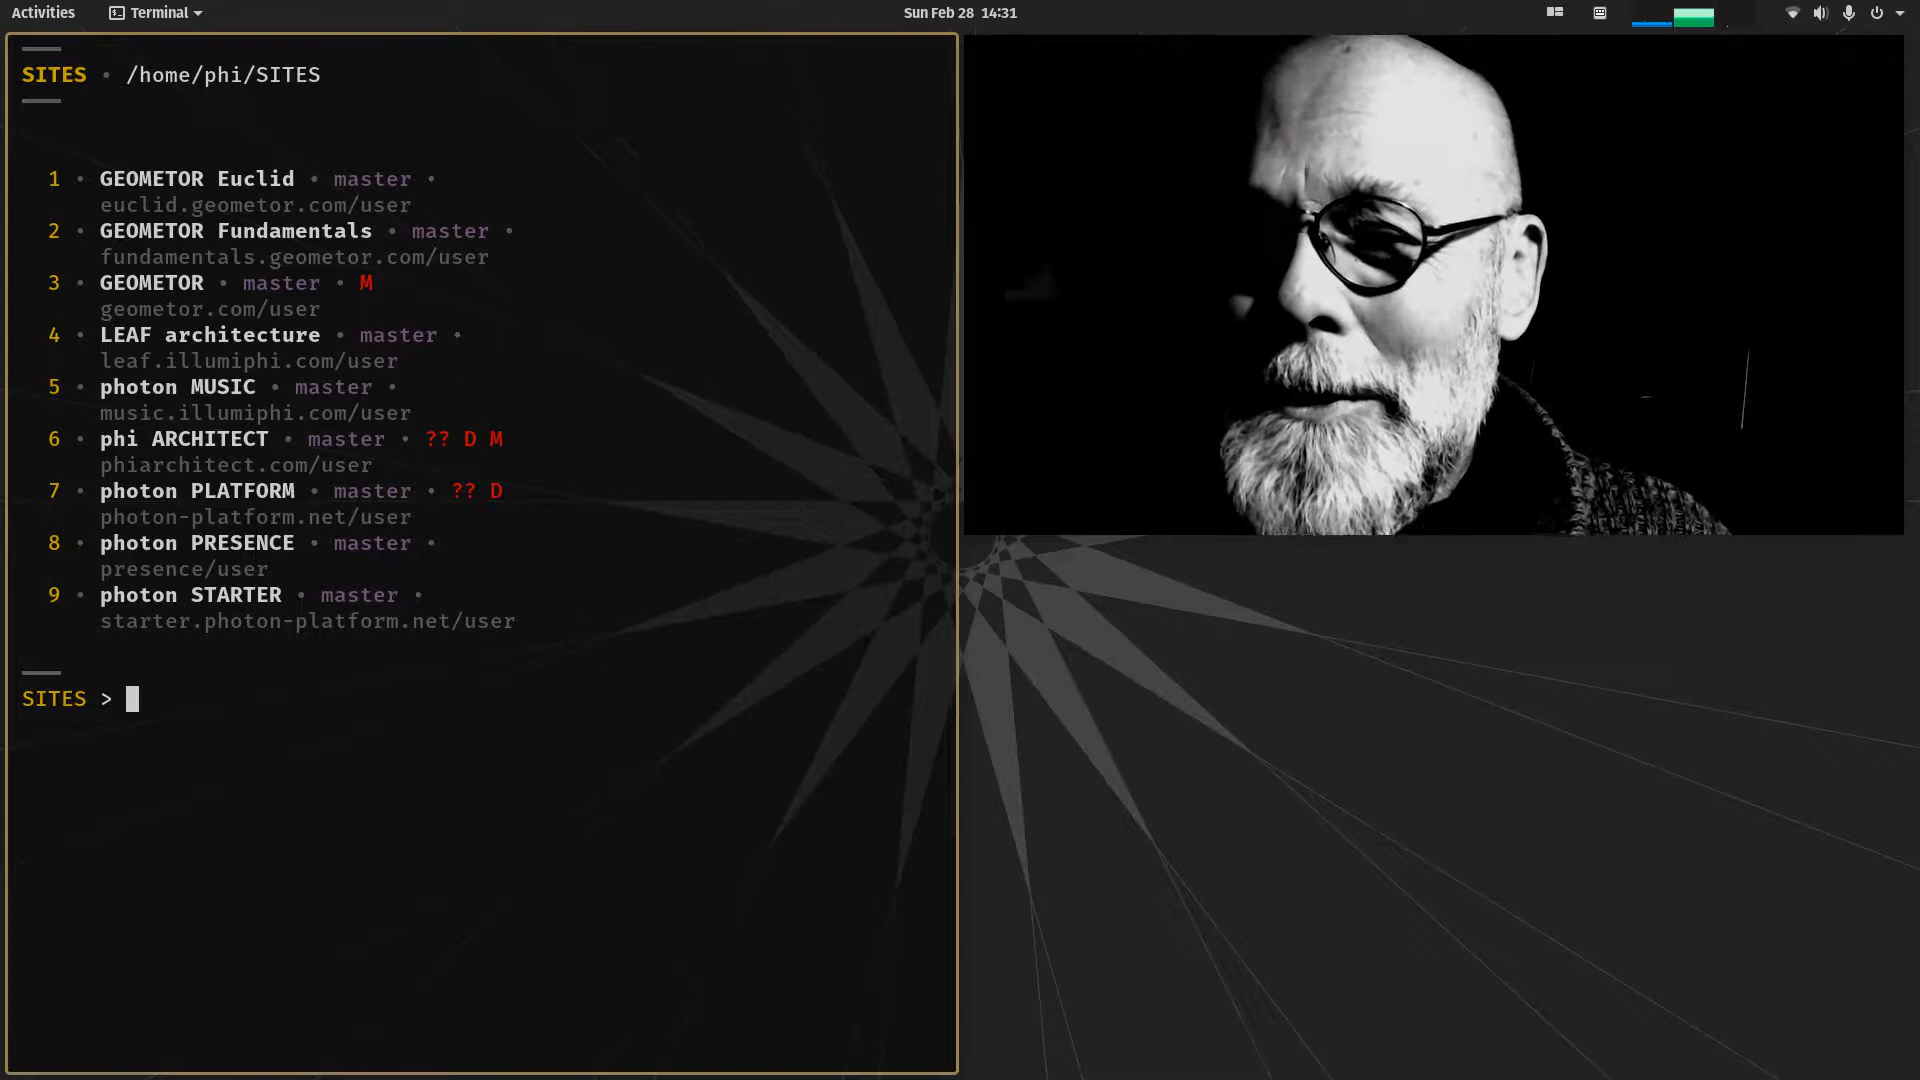 Activities Terminal Sun Feb 28 14:31
SITES • /home/phi/SITES
1 • GEOMETOR Euclid • master •
euclid.geometor.com/user
2 • GEOMETOR Fundamentals • master •
fundamentals.geometor.com/user
3 • GEOMETOR • master • M
geometor.com/user
4 • LEAF architecture • master •
leaf.illumiphi.com/user
5 • photon MUSIC • master •
music.illumiphi.com/user
6 • phi ARCHITECT • master • ?? D M
phiarchitect.com/user
7 • photon PLATFORM • master • ?? D
photon-platform.net/user
8 • photon PRESENCE • master •
presence/user
9 • photon STARTER • master •
starter.photon-platform.net/user
SITES >